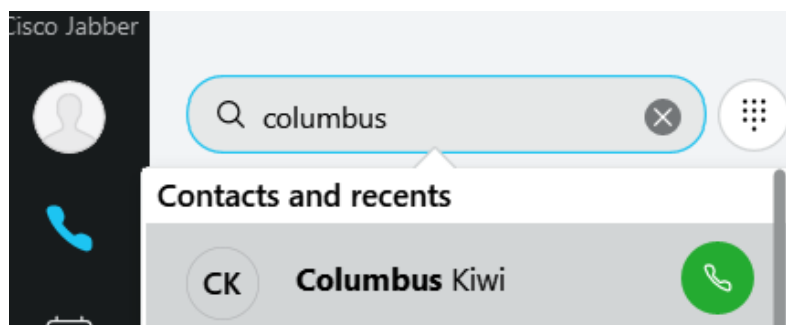 Cisco Jabber
columbus
Contacts and recents
CK
Columbus Kiwi